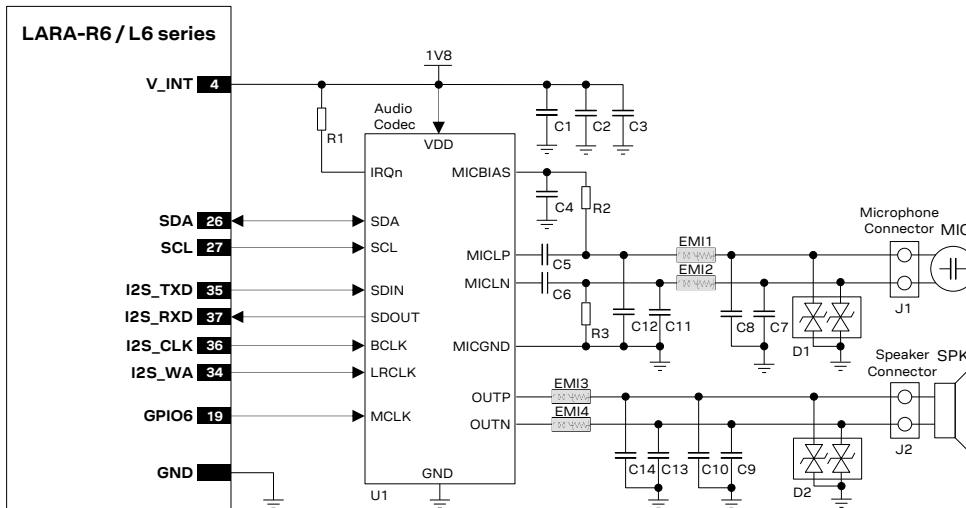 LARA-R6 / L6 series
1V8
V_INT 4
Audio
Codec
R1
C1
C2
C3
VDD
IRQn
MICBIAS
C4
R2
Microphone
Connector
MIC
SDA 26
SDA
SCL 27
SCL
MICLP
C5
EMI1
MICLN
C6
EMI2
I2S_TXD 35
SDIN
I2S_RXD 37
SDOUT
R3
C12
C11
C8
C7
D1
J1
I2S_CLK 36
BCLK
MICGND
I2S_WA 34
LRCLK
Speaker
Connector
SPK
OUTP
EMI3
GPIO6 19
MCLK
OUTN
EMI4
GND
GND
C14
C13
C10
C9
D2
J2
U1